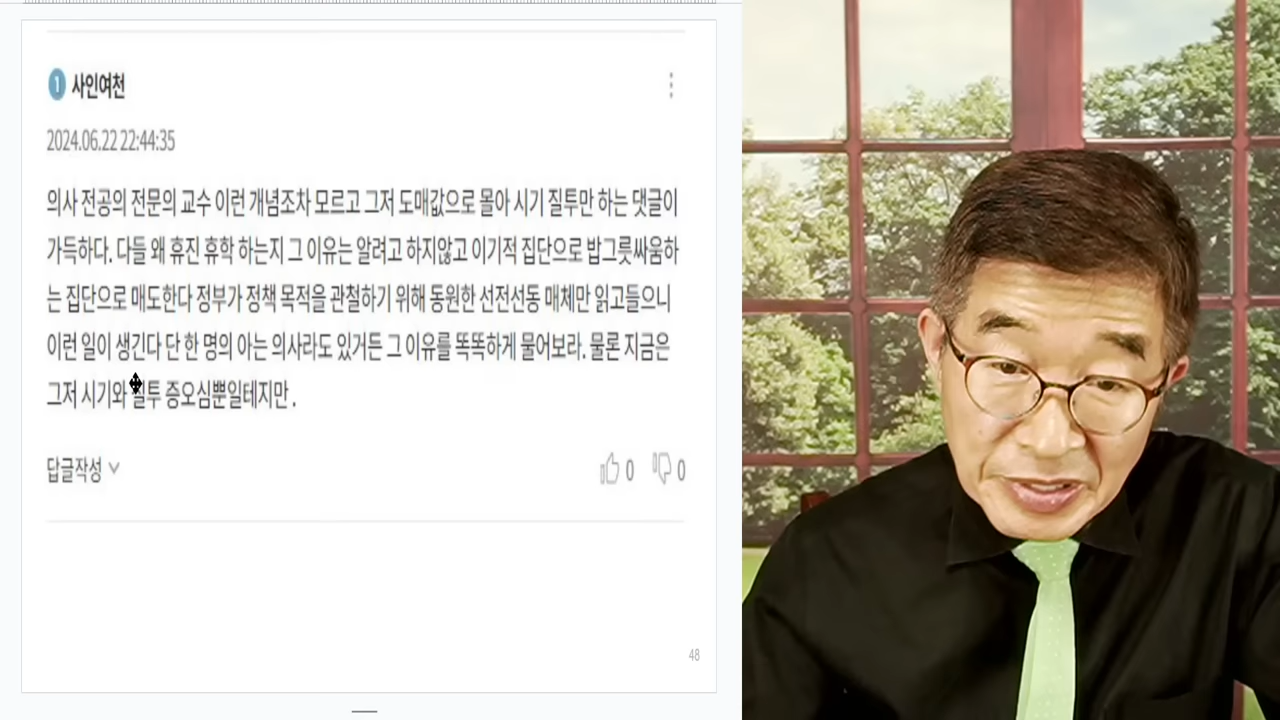 1 사인여천
2024.06.22 22:44:35
의사 전공의 전문의 교수 이런 개념조차 모르고 그저 도매값으로 몰아 시기 질투만 하는 댓글이
가득하다. 다들 왜 휴진 휴학 하는지 그 이유는 알려고 하지않고 이기적 집단으로 밥그릇싸움하
는 집단으로 매도한다 정부가 정책 목적을 관철하기 위해 동원한 선전선동 매체만 읽고들으니
이런 일이 생긴다 단 한 명의 아는 의사라도 있거든 그 이유를 똑똑하게 물어보라. 물론 지금은
그저 시기와 질투 증오심뿐일테지만 .
답글작성 0 0
48